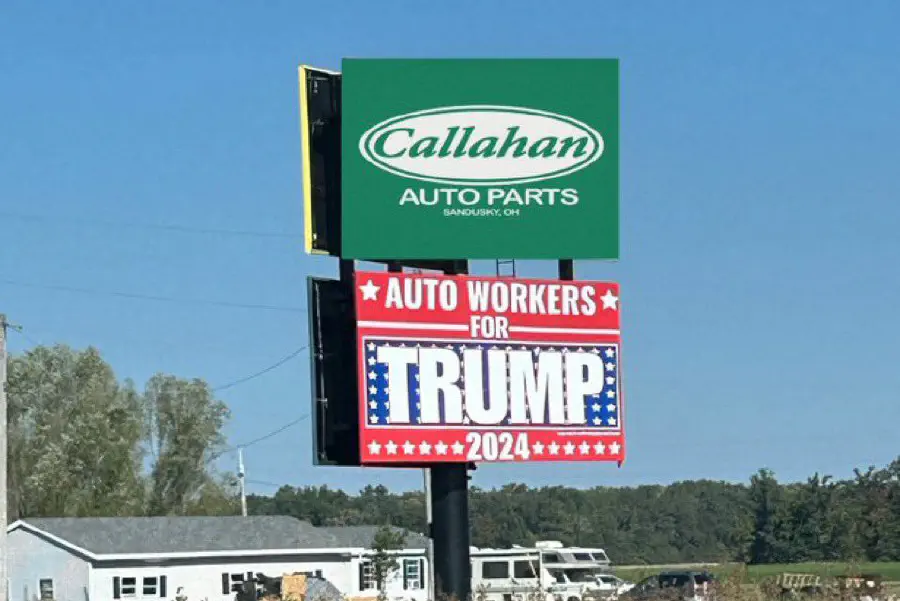 Callahan
AUTO PARTS
SANDUSKY, OH
AUTO WORKERS
FOR
TRUMP
2024